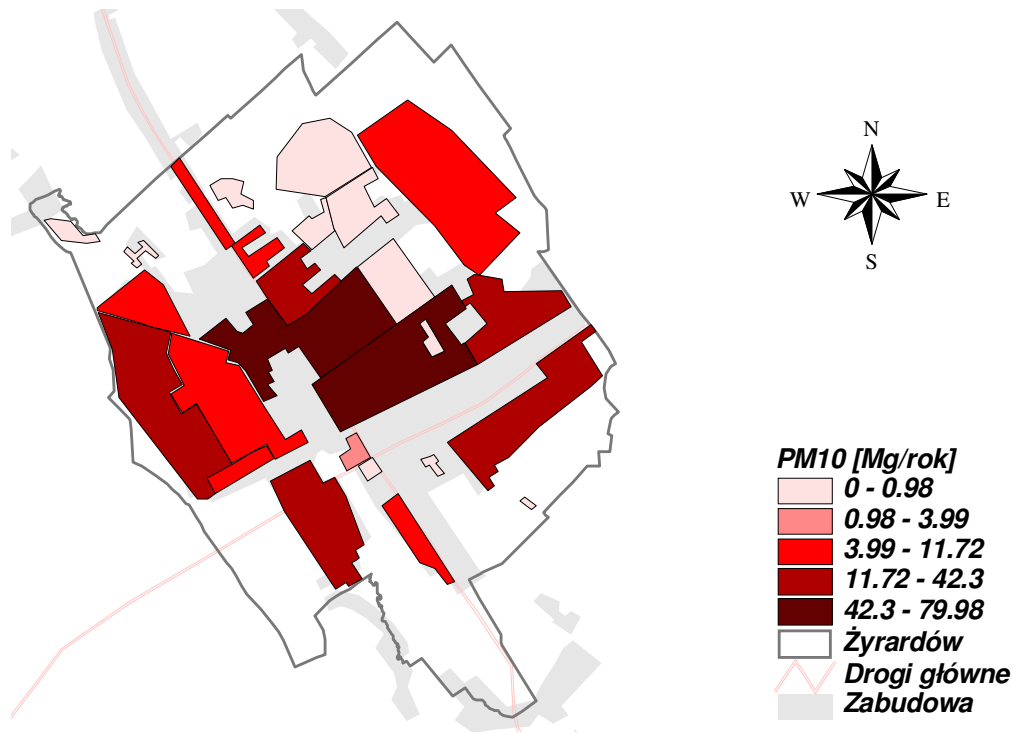 N
W E
S
PM10 [Mg/rok]
0 - 0.98
0.98 - 3.99
3.99 - 11.72
11.72 - 42.3
42.3 - 79.98
Żyrardów
Drogi główne
Zabudowa